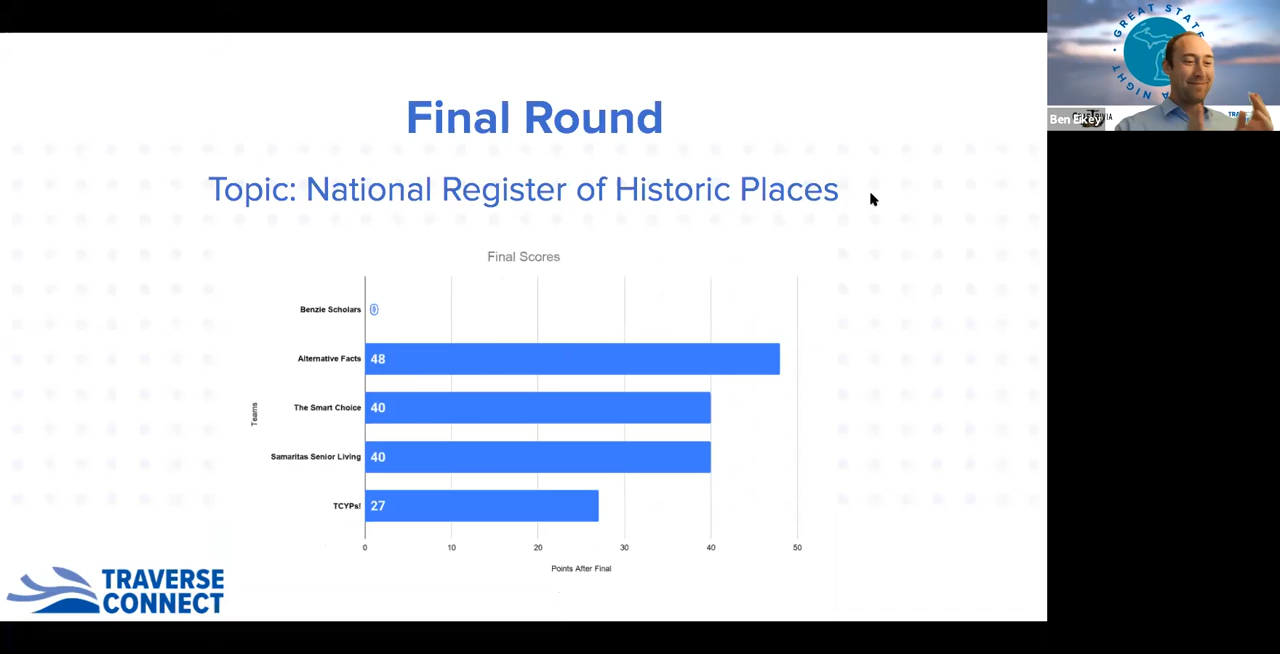 Final Round
Topic: National Register of Historic Places
Final Scores
Benzie Scholars 0
Alternative Facts 48
The Smart Choice 40
Samaritas Senior Living 40
TCYPs! 27
Teams
0 10 20 30 40 50
Points After Final
TRAVERSE
CONNECT
GREAT STATE
A NIGHT
Ben Eikey